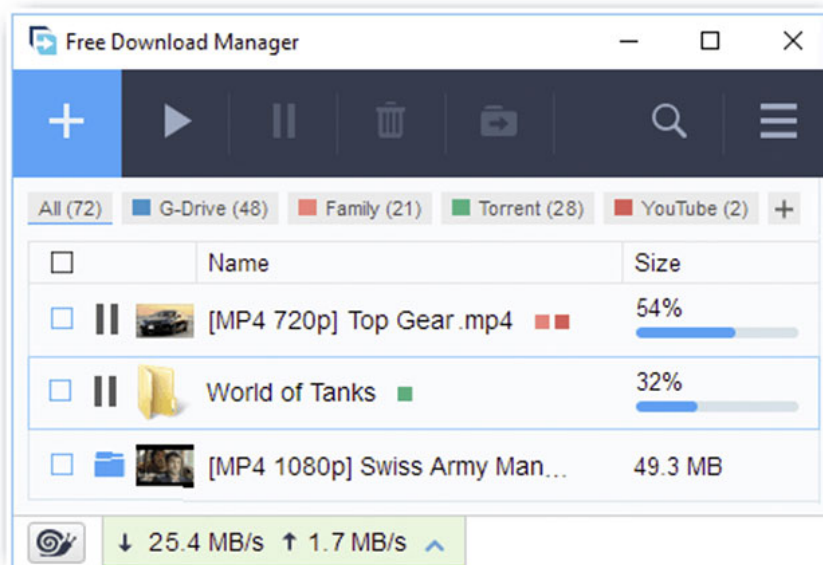 Free Download Manager
All (72) G-Drive (48) Family (21) Torrent (28) YouTube (2) +
Name Size
[MP4 720p] Top Gear.mp4 54%
World of Tanks 32%
[MP4 1080p] Swiss Army Man... 49.3 MB
↓ 25.4 MB/s ↑ 1.7 MB/s